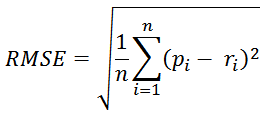 RMSE = √(1/n ∑_{i=1}^{n} (p_i − r_i)²)